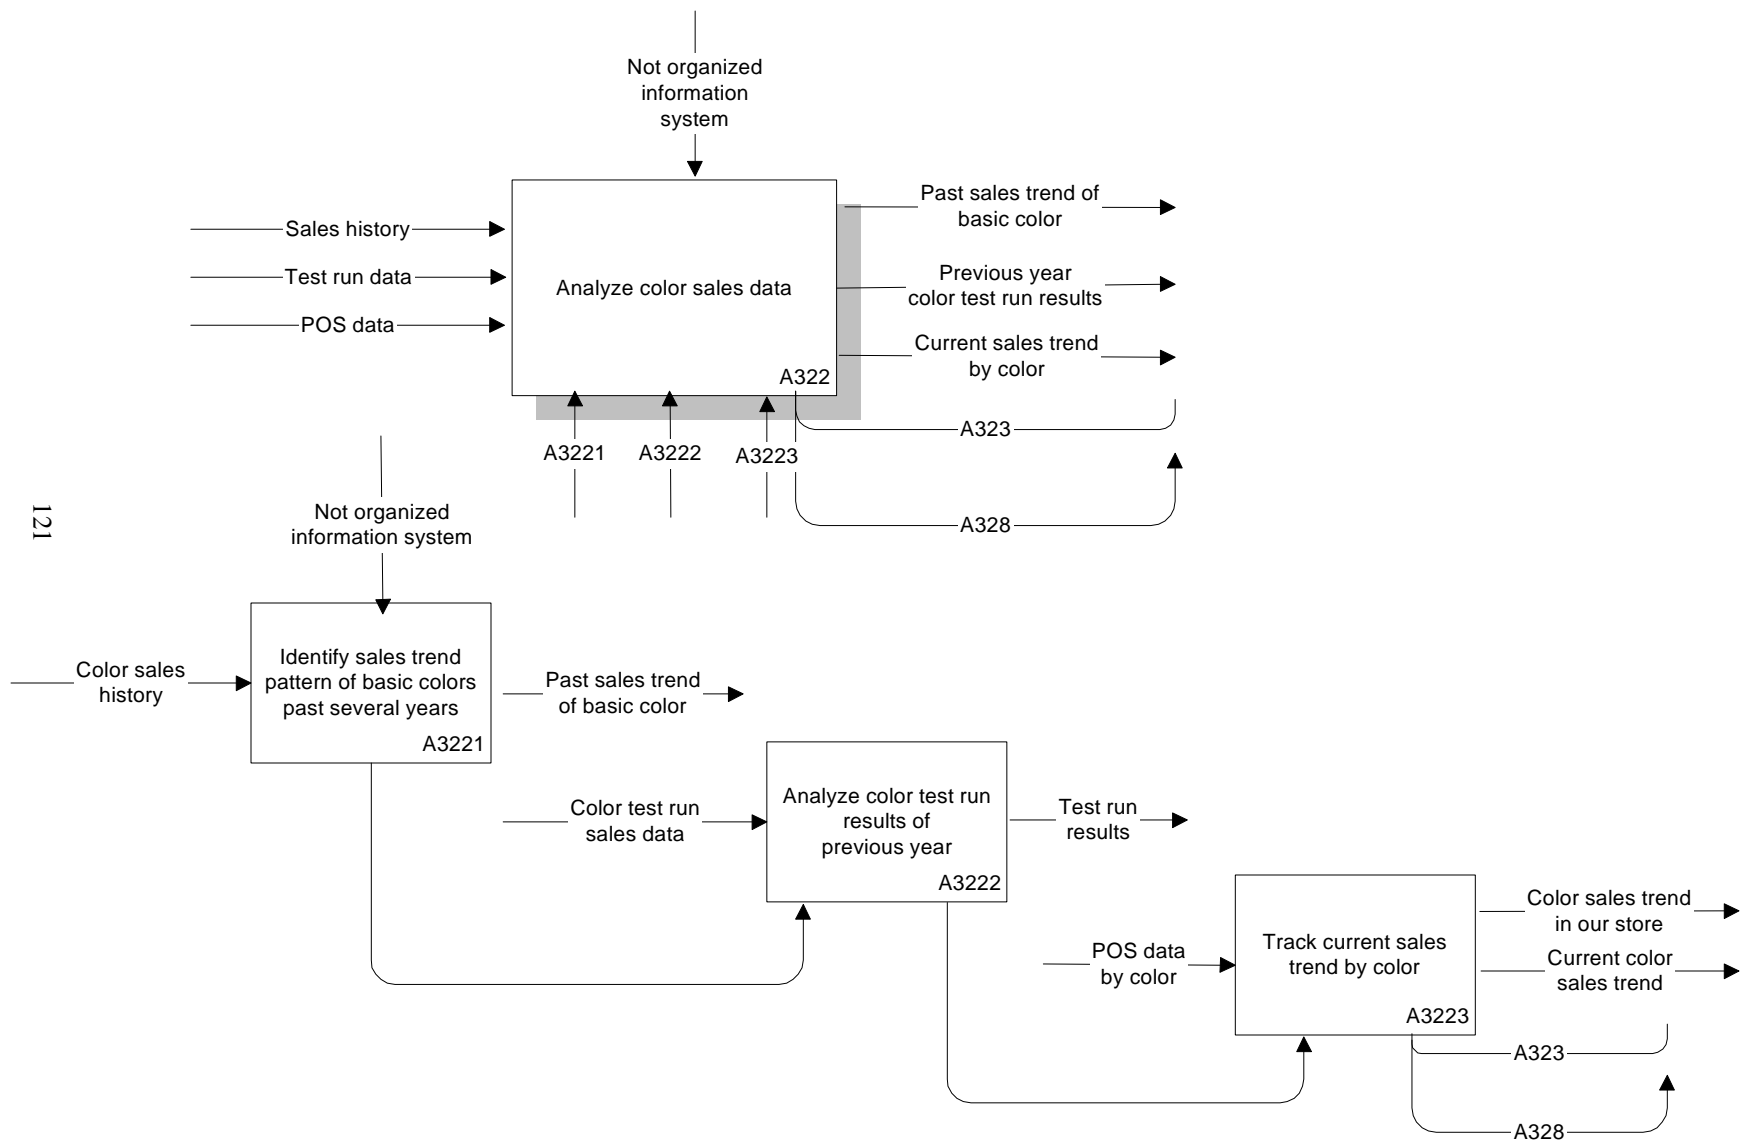 Not organized
information
system
Sales history
Test run data
POS data
Analyze color sales data
A322
Past sales trend of
basic color
Previous year
color test run results
Current sales trend
by color
A323
A328
A3221
A3222
A3223
121
Not organized
information system
Color sales
history
Identify sales trend
pattern of basic colors
past several years
A3221
Past sales trend
of basic color
Color test run
sales data
Analyze color test run
results of
previous year
A3222
Test run
results
POS data
by color
Track current sales
trend by color
A3223
Color sales trend
in our store
Current color
sales trend
A323
A328